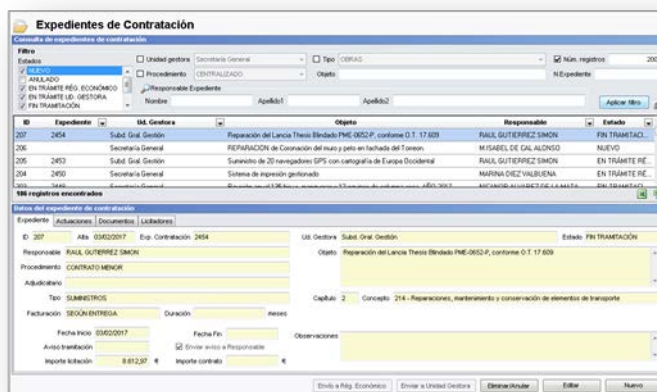 Expedientes de Contratación
Consulta de expedientes de contratación
Filtro
Estados
NUEVO
ANULADO
EN TRÁMITE RÉG. ECONÓMICO
EN TRÁMITE UD. GESTORA
FIN TRAMITACIÓN
Unidad gestora Secretaría General Tipo OBRAS Núm. registros 200
Procedimiento CENTRALIZADO Objeto N.Expediente
Responsable Expediente
Nombre Apellido1 Apellido2 Aplicar filtro
ID Expediente Ud. Gestora Objeto Responsable Estado
207 2454 Subd. Gral. Gestión Reparación del Lancia Thesis Blindado PME-0652-P, conforme O.T. 17.609 RAUL GUTIERREZ SIMON FIN TRAMITACI...
206 Secretaría General REPARACION de Coronación del muro y peto en fachada del Torreon. M.ISABEL DE CAL ALONSO NUEVO
205 2453 Subd. Gral. Gestión Suministro de 20 navegadores GPS con cartografía de Europa Occidental RAUL GUTIERREZ SIMON EN TRÁMITE RÉ...
204 2450 Secretaría General Sistema de impresión gestionado MARINA DIEZ VALBUENA EN TRÁMITE RÉ...
186 registros encontrados
Datos del expediente de contratación
Expediente Actuaciones Documentos Licitadores
ID 207 Alta 03/02/2017 Exp. Contratación 2454 Ud. Gestora Subd. Gral. Gestión Estado FIN TRAMITACIÓN
Responsable RAUL GUTIERREZ SIMON Objeto Reparación del Lancia Thesis Blindado PME-0652-P, conforme O.T. 17.609
Procedimiento CONTRATO MENOR
Adjudicatario
Tipo SUMINISTROS Capítulo 2 Concepto 214 - Reparaciones, mantenimiento y conservación de elementos de transporte
Facturación SEGÚN ENTREGA Duración meses
Fecha Inicio 03/02/2017 Fecha Fin Observaciones
Aviso tramitación Enviar aviso a Responsable
Importe licitación 8.812,97 € Importe contrato €
Envío a Rég. Económico Enviar a Unidad Gestora Eliminar/Anular Editar Nuevo